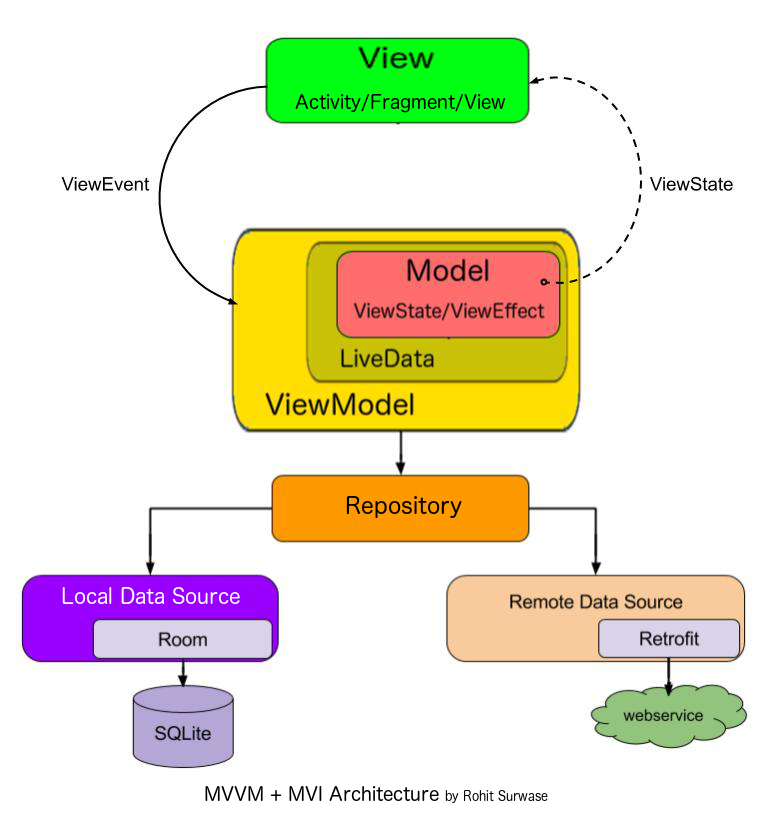 View
Activity/Fragment/View
ViewEvent
ViewState
Model
ViewState/ViewEffect
LiveData
ViewModel
Repository
Local Data Source
Remote Data Source
Room
Retrofit
SQLite
webservice
MVVM + MVI Architecture by Rohit Surwase